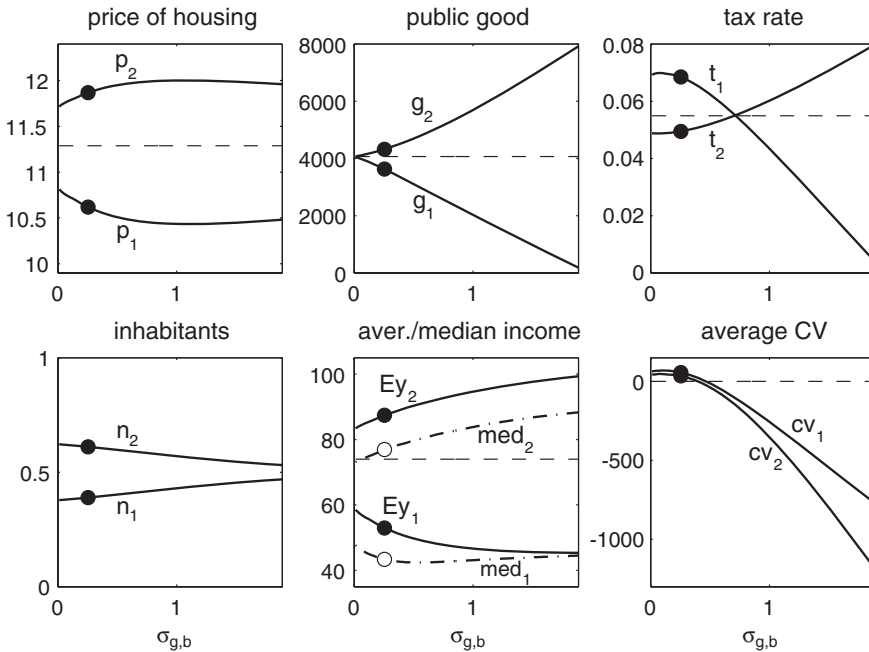 price of housing
public good
tax rate
12
11.5
11
10.5
10
p2
p1
0
1
8000
6000
4000
2000
0
g2
g1
0
1
0.08
0.06
0.04
0.02
0
t1
t2
0
1
inhabitants
aver./median income
average CV
1
0.5
0
n2
n1
0
1
σg,b
100
80
60
40
Ey2
med2
Ey1
med1
0
1
σg,b
0
-500
-1000
cv1
cv2
0
1
σg,b